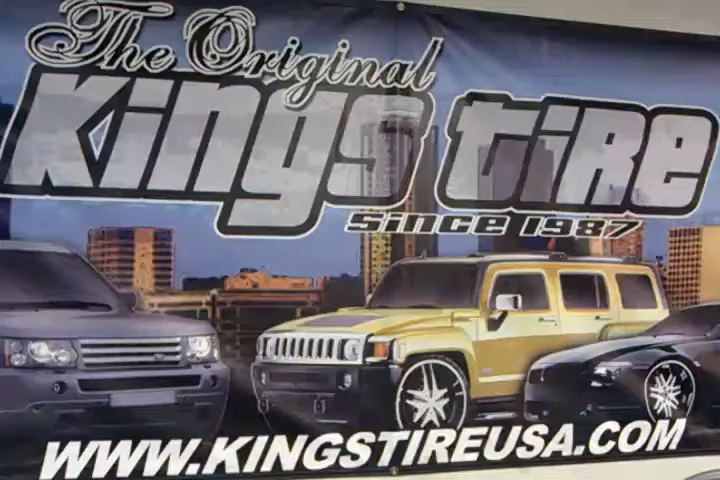 The Original
Kings Tire
Since 1987
WWW.KINGSTIREUSA.COM